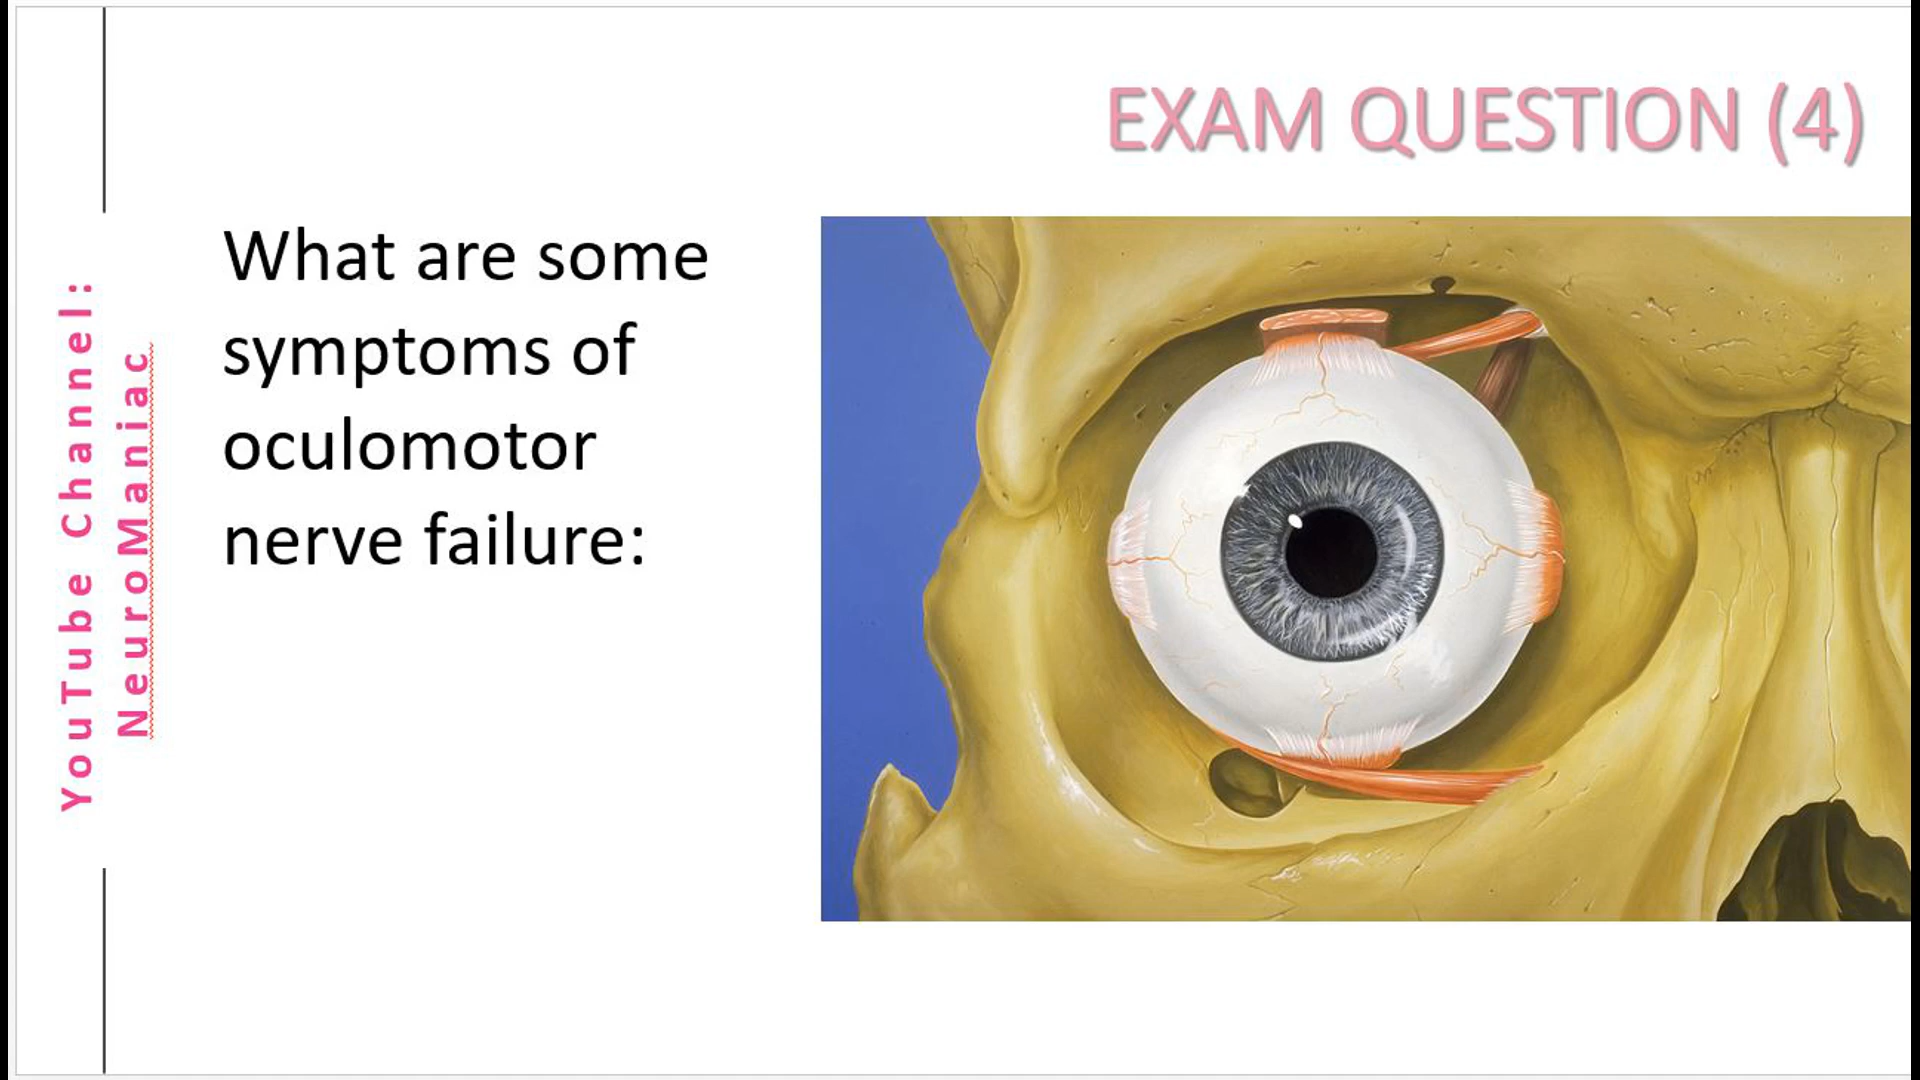 EXAM QUESTION (4)
What are some
symptoms of
oculomotor
nerve failure:
YouTube Channel:
NeuroManiac